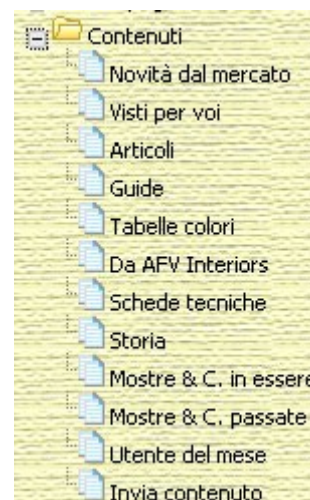 Contenuti
Novità dal mercato
Visti per voi
Articoli
Guide
Tabelle colori
Da AFV Interiors
Schede tecniche
Storia
Mostre & C. in essere
Mostre & C. passate
Utente del mese
Invia contenuto